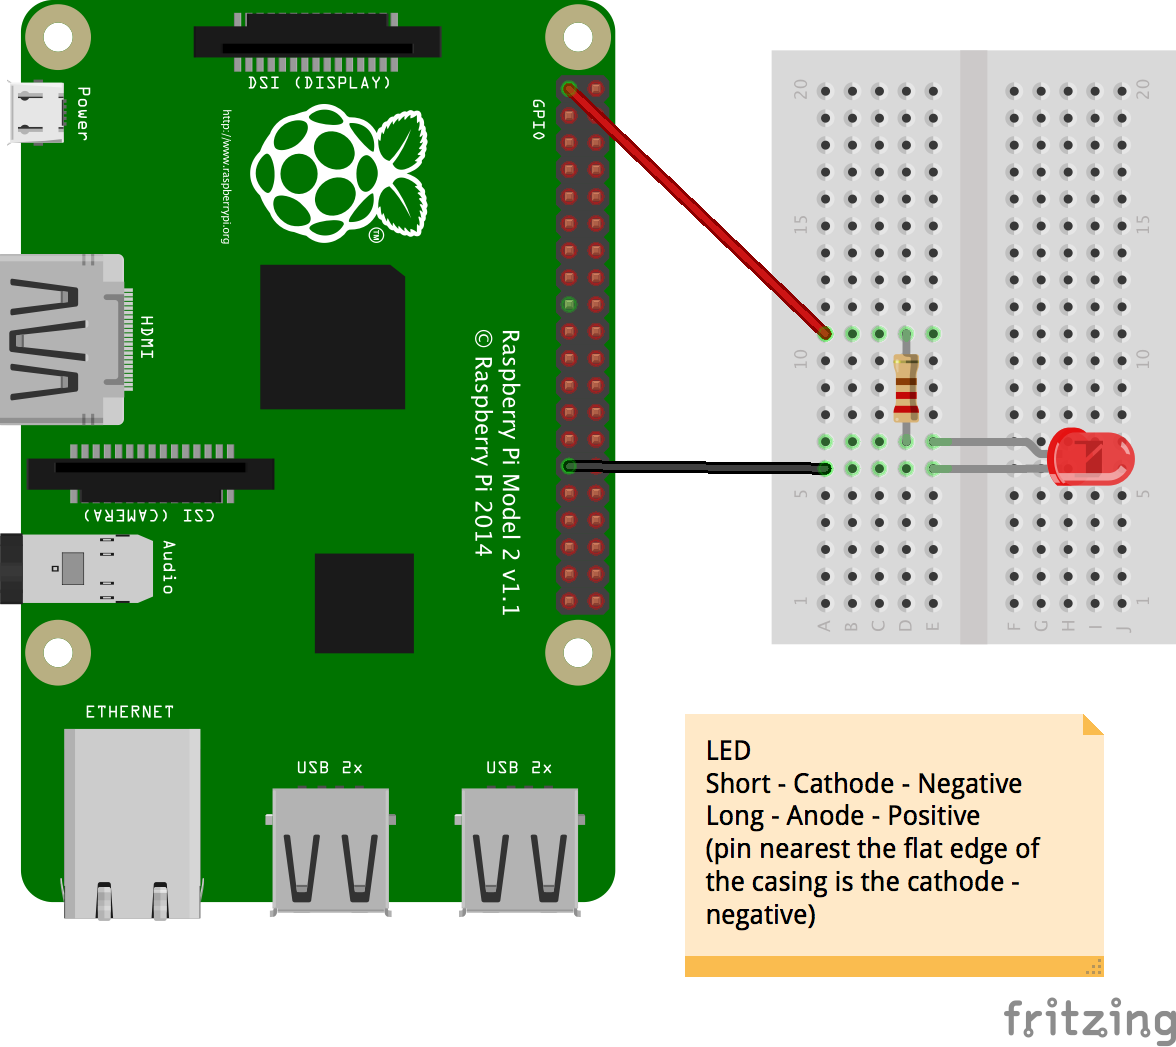 DSI (DISPLAY)
Power
GPIO
http://www.raspberrypi.org
TM
HDMI
Raspberry Pi Model 2 v1.1
© Raspberry Pi 2014
CSI (CAMERA)
Audio
ETHERNET
USB 2x
USB 2x
20 20
15 15
10 10
5 5
1 1
A B C D E F G H I J
LED
Short - Cathode - Negative
Long - Anode - Positive
(pin nearest the flat edge of
the casing is the cathode -
negative)
fritzing